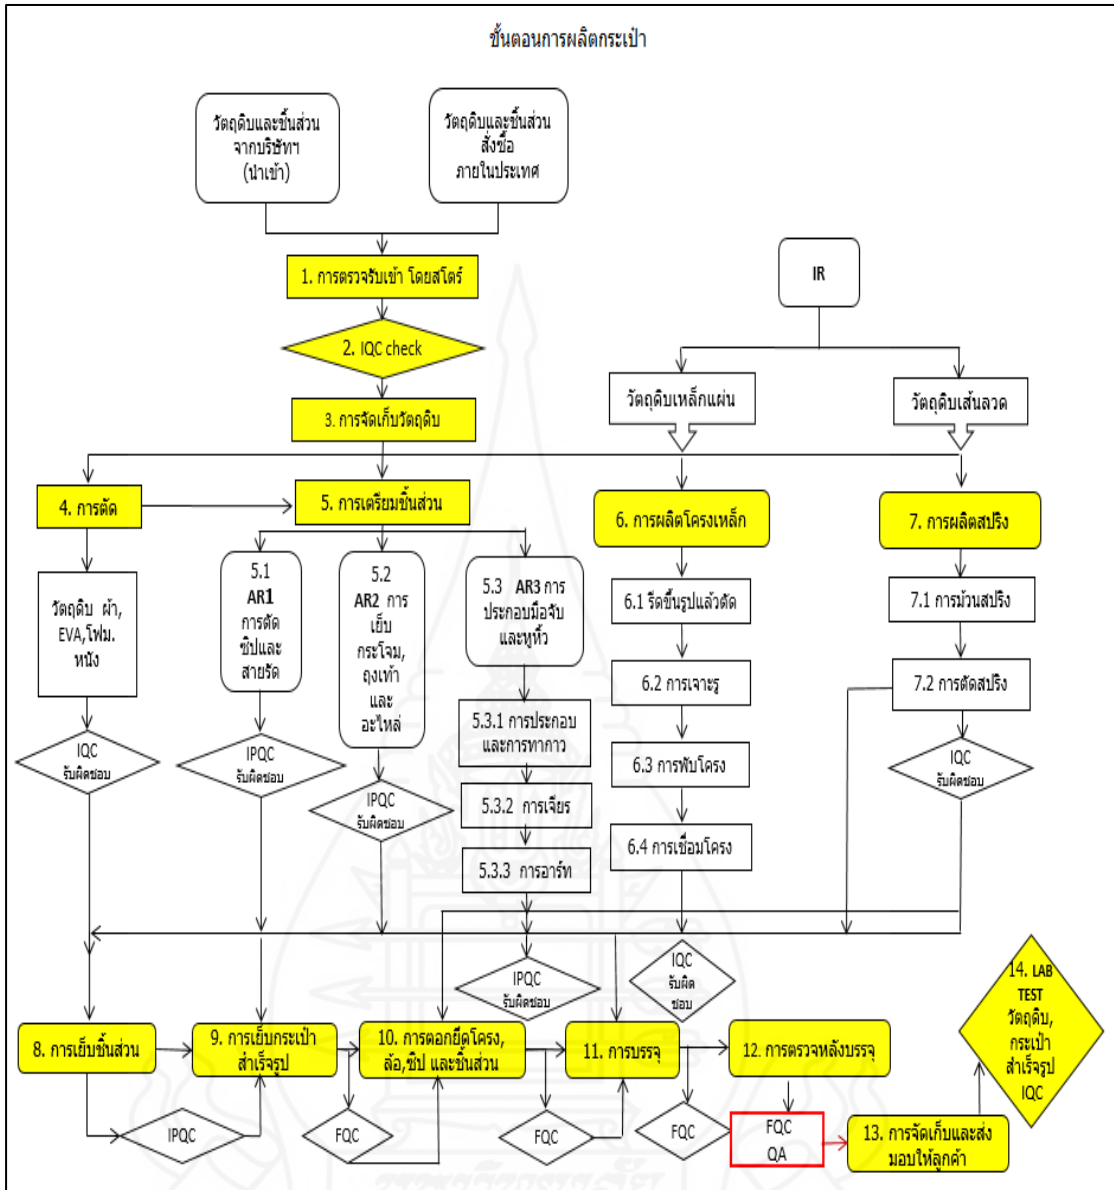 ขั้นตอนการผลิตกระเป๋า
วัตถุดิบและชิ้นส่วน
จากบริษัทฯ
(นำเข้า)
วัตถุดิบและชิ้นส่วน
สั่งซื้อ
ภายในประเทศ
1. การตรวจรับเข้า โดยสโตร์
IR
2. IQC check
วัตถุดิบเหล็กแผ่น
วัตถุดิบเส้นลวด
3. การจัดเก็บวัตถุดิบ
4. การตัด
5. การเตรียมชิ้นส่วน
6. การผลิตโครงเหล็ก
7. การผลิตสปริง
วัตถุดิบ ผ้า,
EVA,โฟม.
หนัง
5.1
AR1
การตัด
ซิปและ
สายรัด
5.2
AR2 การ
เย็บ
กระโจม,
ถุงเท้า
และ
อะไหล่
5.3 AR3 การ
ประกอบมือจับ
และหูหิ้ว
6.1 รีดขึ้นรูปแล้วตัด
7.1 การม้วนสปริง
6.2 การเจาะรู
7.2 การตัดสปริง
5.3.1 การประกอบ
และการทากาว
6.3 การพับโครง
IQC
รับผิดชอบ
IPQC
รับผิดชอบ
IPQC
รับผิดชอบ
IQC
รับผิดชอบ
5.3.2 การเจียร
6.4 การเชื่อมโครง
5.3.3 การอาร์ท
IPQC
รับผิดชอบ
IQC
รับผิด
ชอบ
14. LAB
TEST
วัตถุดิบ,
กระเป๋า
สำเร็จรูป
IQC
8. การเย็บชิ้นส่วน
9. การเย็บกระเป๋า
สำเร็จรูป
10. การตอกยึดโครง,
ล้อ,ซิป และชิ้นส่วน
11. การบรรจุ
12. การตรวจหลังบรรจุ
IPQC
FQC
FQC
FQC
FQC
QA
13. การจัดเก็บและส่ง
มอบให้ลูกค้า